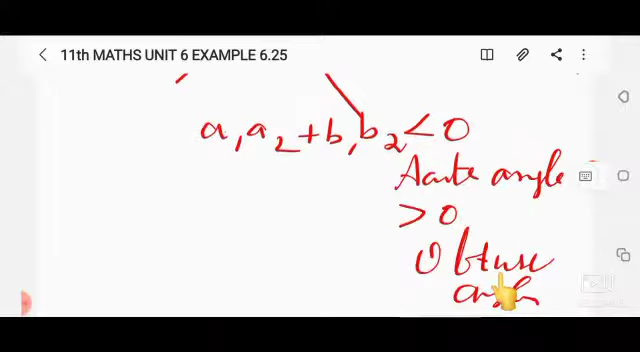 11th MATHS UNIT 6 EXAMPLE 6.25
a₁a₂+b₁b₂<0
Acute angle
>0
Obtuse